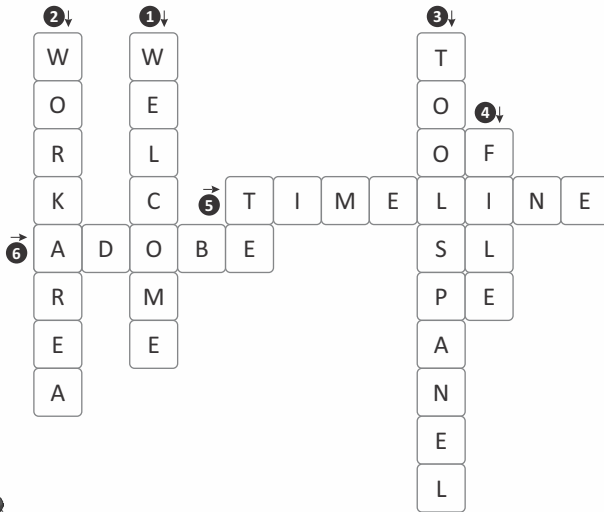 2↓ 1↓ 3↓
W W T
O E O 4↓
R L O F
K C →5 T I M E L I N E
→6 A D O B E S L
R M P E
E E A
A N
E
L